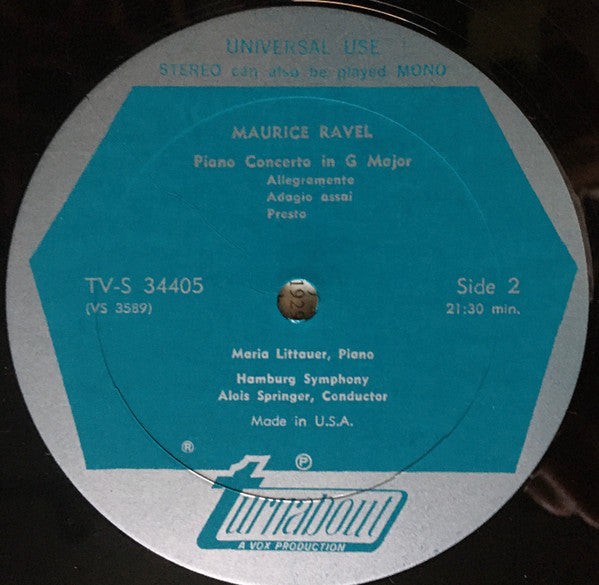 UNIVERSAL USE
STEREO can also be played MONO
MAURICE RAVEL
Piano Concerto in G Major
Allegramente
Adagio assai
Presto
TV-S 34405
(VS 3589)
Side 2
21:30 min.
1929
Maria Littauer, Piano
Hamburg Symphony
Alois Springer, Conductor
Made in U.S.A.
® ℗
turnabout
A VOX PRODUCTION